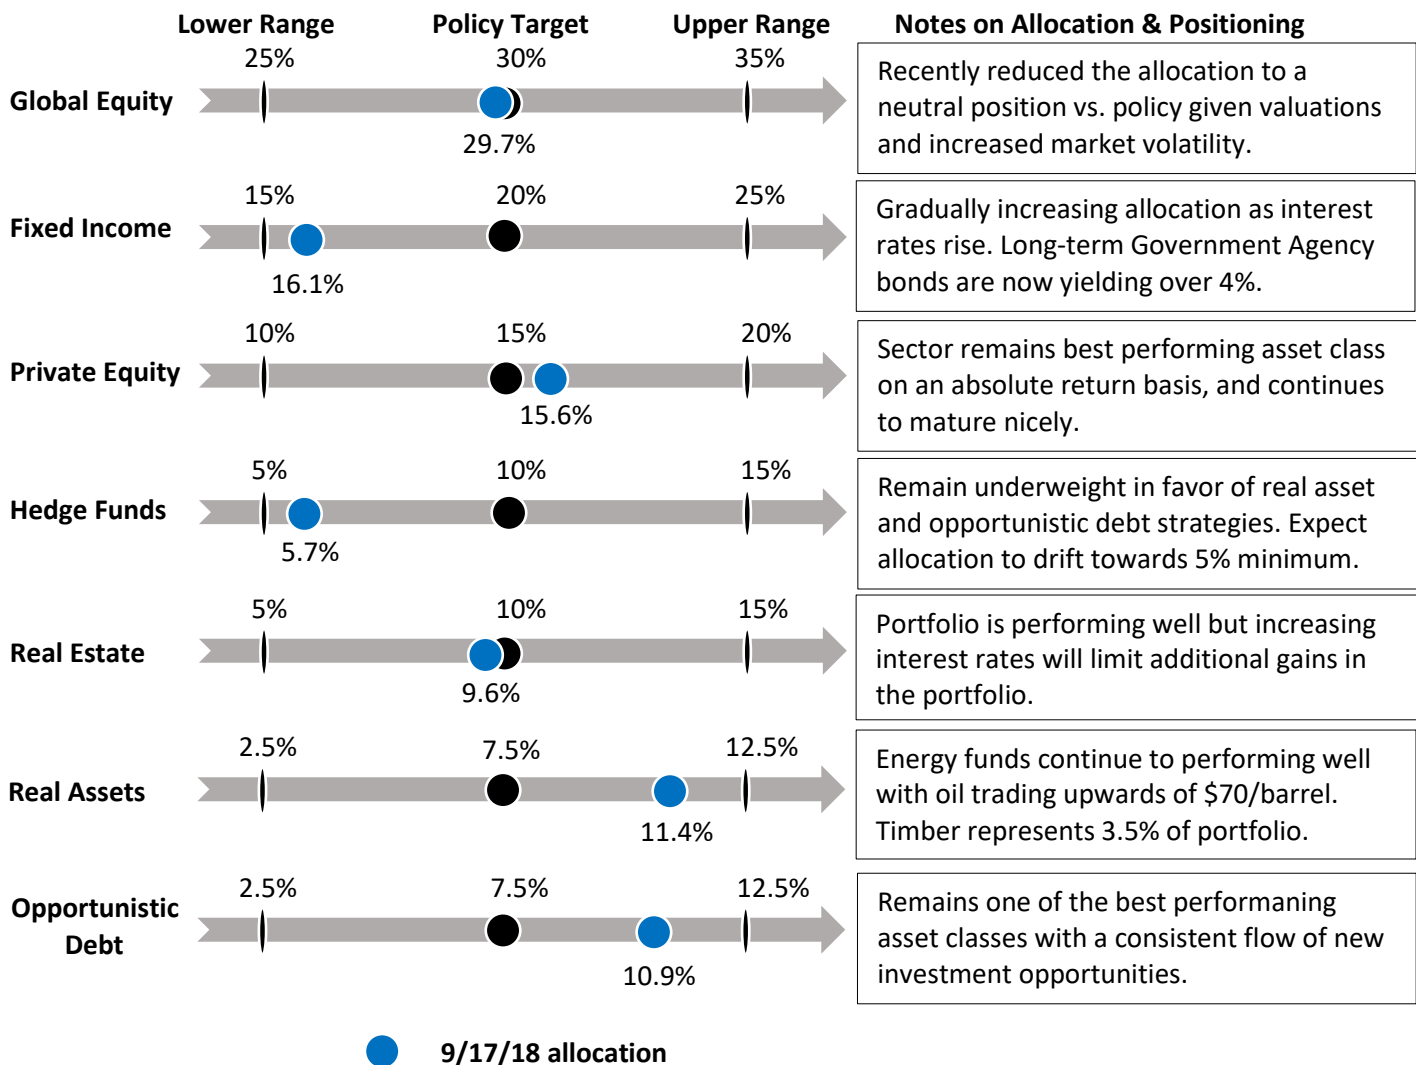 Lower Range Policy Target Upper Range Notes on Allocation & Positioning
25% 30% 35%
Global Equity
29.7%
Recently reduced the allocation to a
neutral position vs. policy given valuations
and increased market volatility.
15% 20% 25%
Fixed Income
16.1%
Gradually increasing allocation as interest
rates rise. Long-term Government Agency
bonds are now yielding over 4%.
10% 15% 20%
Private Equity
15.6%
Sector remains best performing asset class
on an absolute return basis, and continues
to mature nicely.
5% 10% 15%
Hedge Funds
5.7%
Remain underweight in favor of real asset
and opportunistic debt strategies. Expect
allocation to drift towards 5% minimum.
5% 10% 15%
Real Estate
9.6%
Portfolio is performing well but increasing
interest rates will limit additional gains in
the portfolio.
2.5% 7.5% 12.5%
Real Assets
11.4%
Energy funds continue to performing well
with oil trading upwards of $70/barrel.
Timber represents 3.5% of portfolio.
2.5% 7.5% 12.5%
Opportunistic
Debt
10.9%
Remains one of the best performaning
asset classes with a consistent flow of new
investment opportunities.
9/17/18 allocation